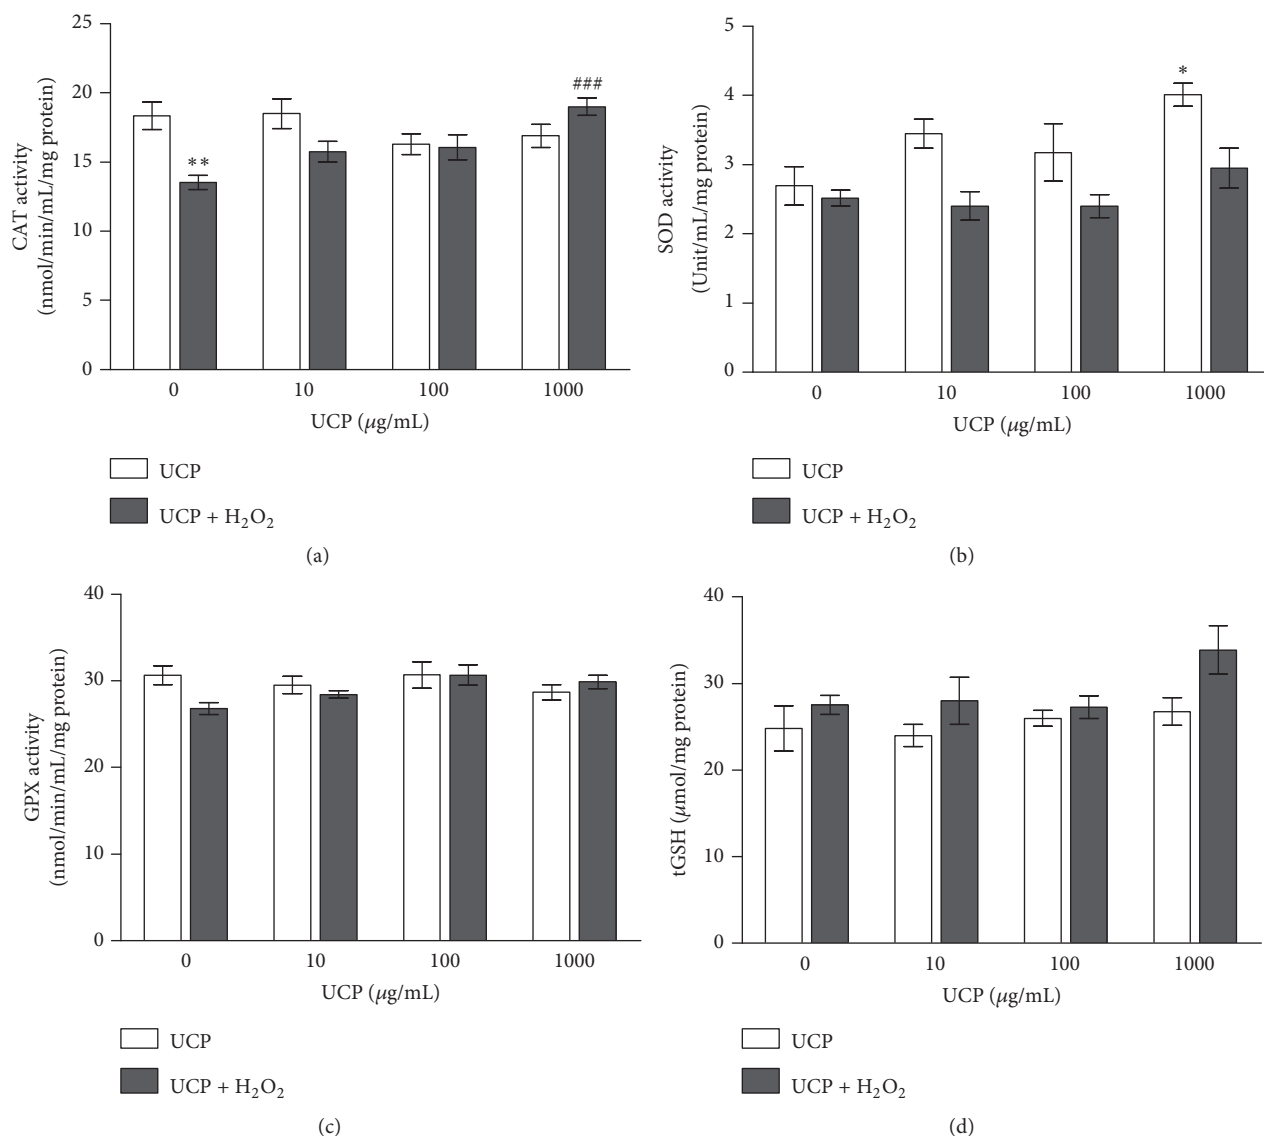 CAT activity
(nmol/min/mL/mg protein)
25
20
15
10
5
0
**
###
0 10 100 1000
UCP (μg/mL)
UCP
UCP + H₂O₂
(a)
SOD activity
(Unit/mL/mg protein)
5
4
3
2
1
0
*
0 10 100 1000
UCP (μg/mL)
UCP
UCP + H₂O₂
(b)
GPX activity
(nmol/min/mL/mg protein)
40
30
20
10
0
0 10 100 1000
UCP (μg/mL)
UCP
UCP + H₂O₂
(c)
tGSH (μmol/mg protein)
40
30
20
10
0
0 10 100 1000
UCP (μg/mL)
UCP
UCP + H₂O₂
(d)